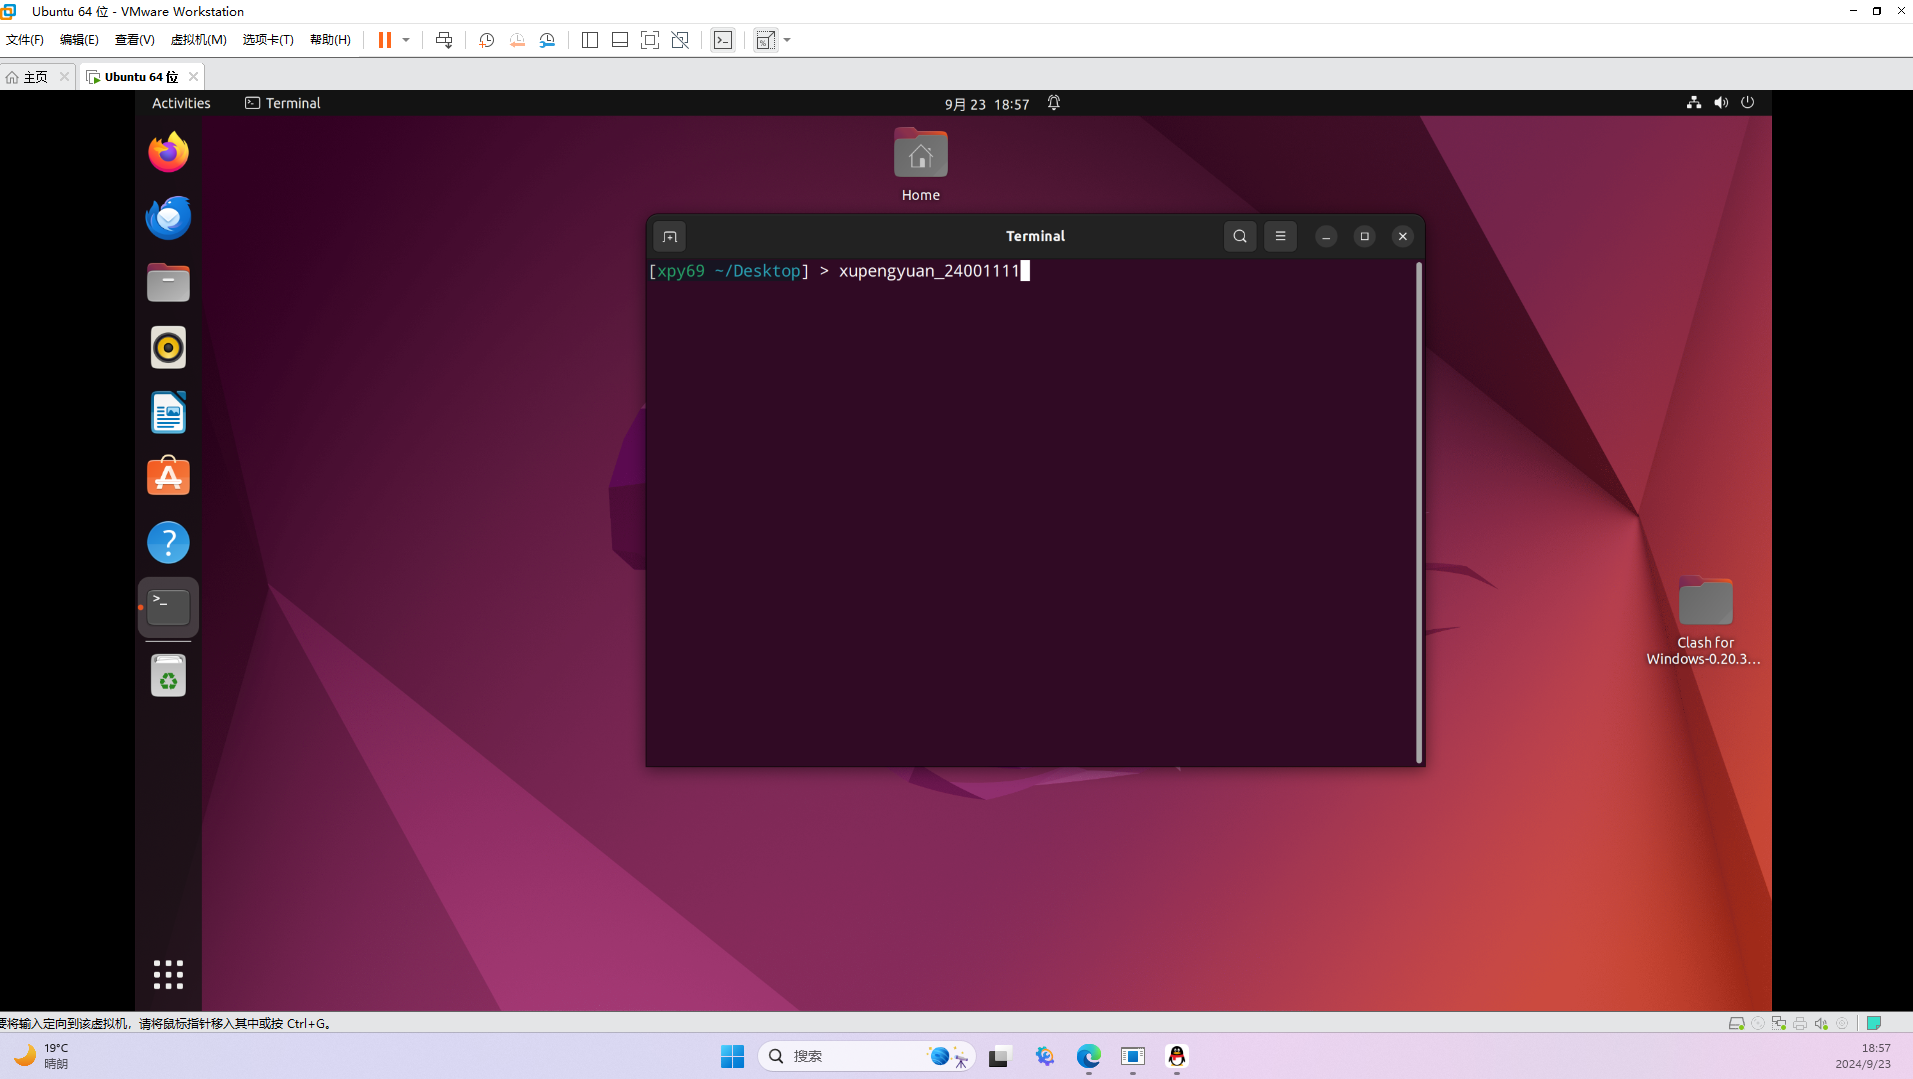 Ubuntu 64 位 - VMware Workstation
文件(F) 编辑(E) 查看(V) 虚拟机(M) 选项卡(T) 帮助(H)
主页 Ubuntu 64 位
Activities Terminal 9月 23 18:57
Home
Terminal
[xpy69 ~/Desktop] > xupengyuan_24001111
Clash for
Windows-0.20.3...
要将输入定向到该虚拟机，请将鼠标指针移入其中或按 Ctrl+G。
19°C
晴朗
搜索
18:57
2024/9/23